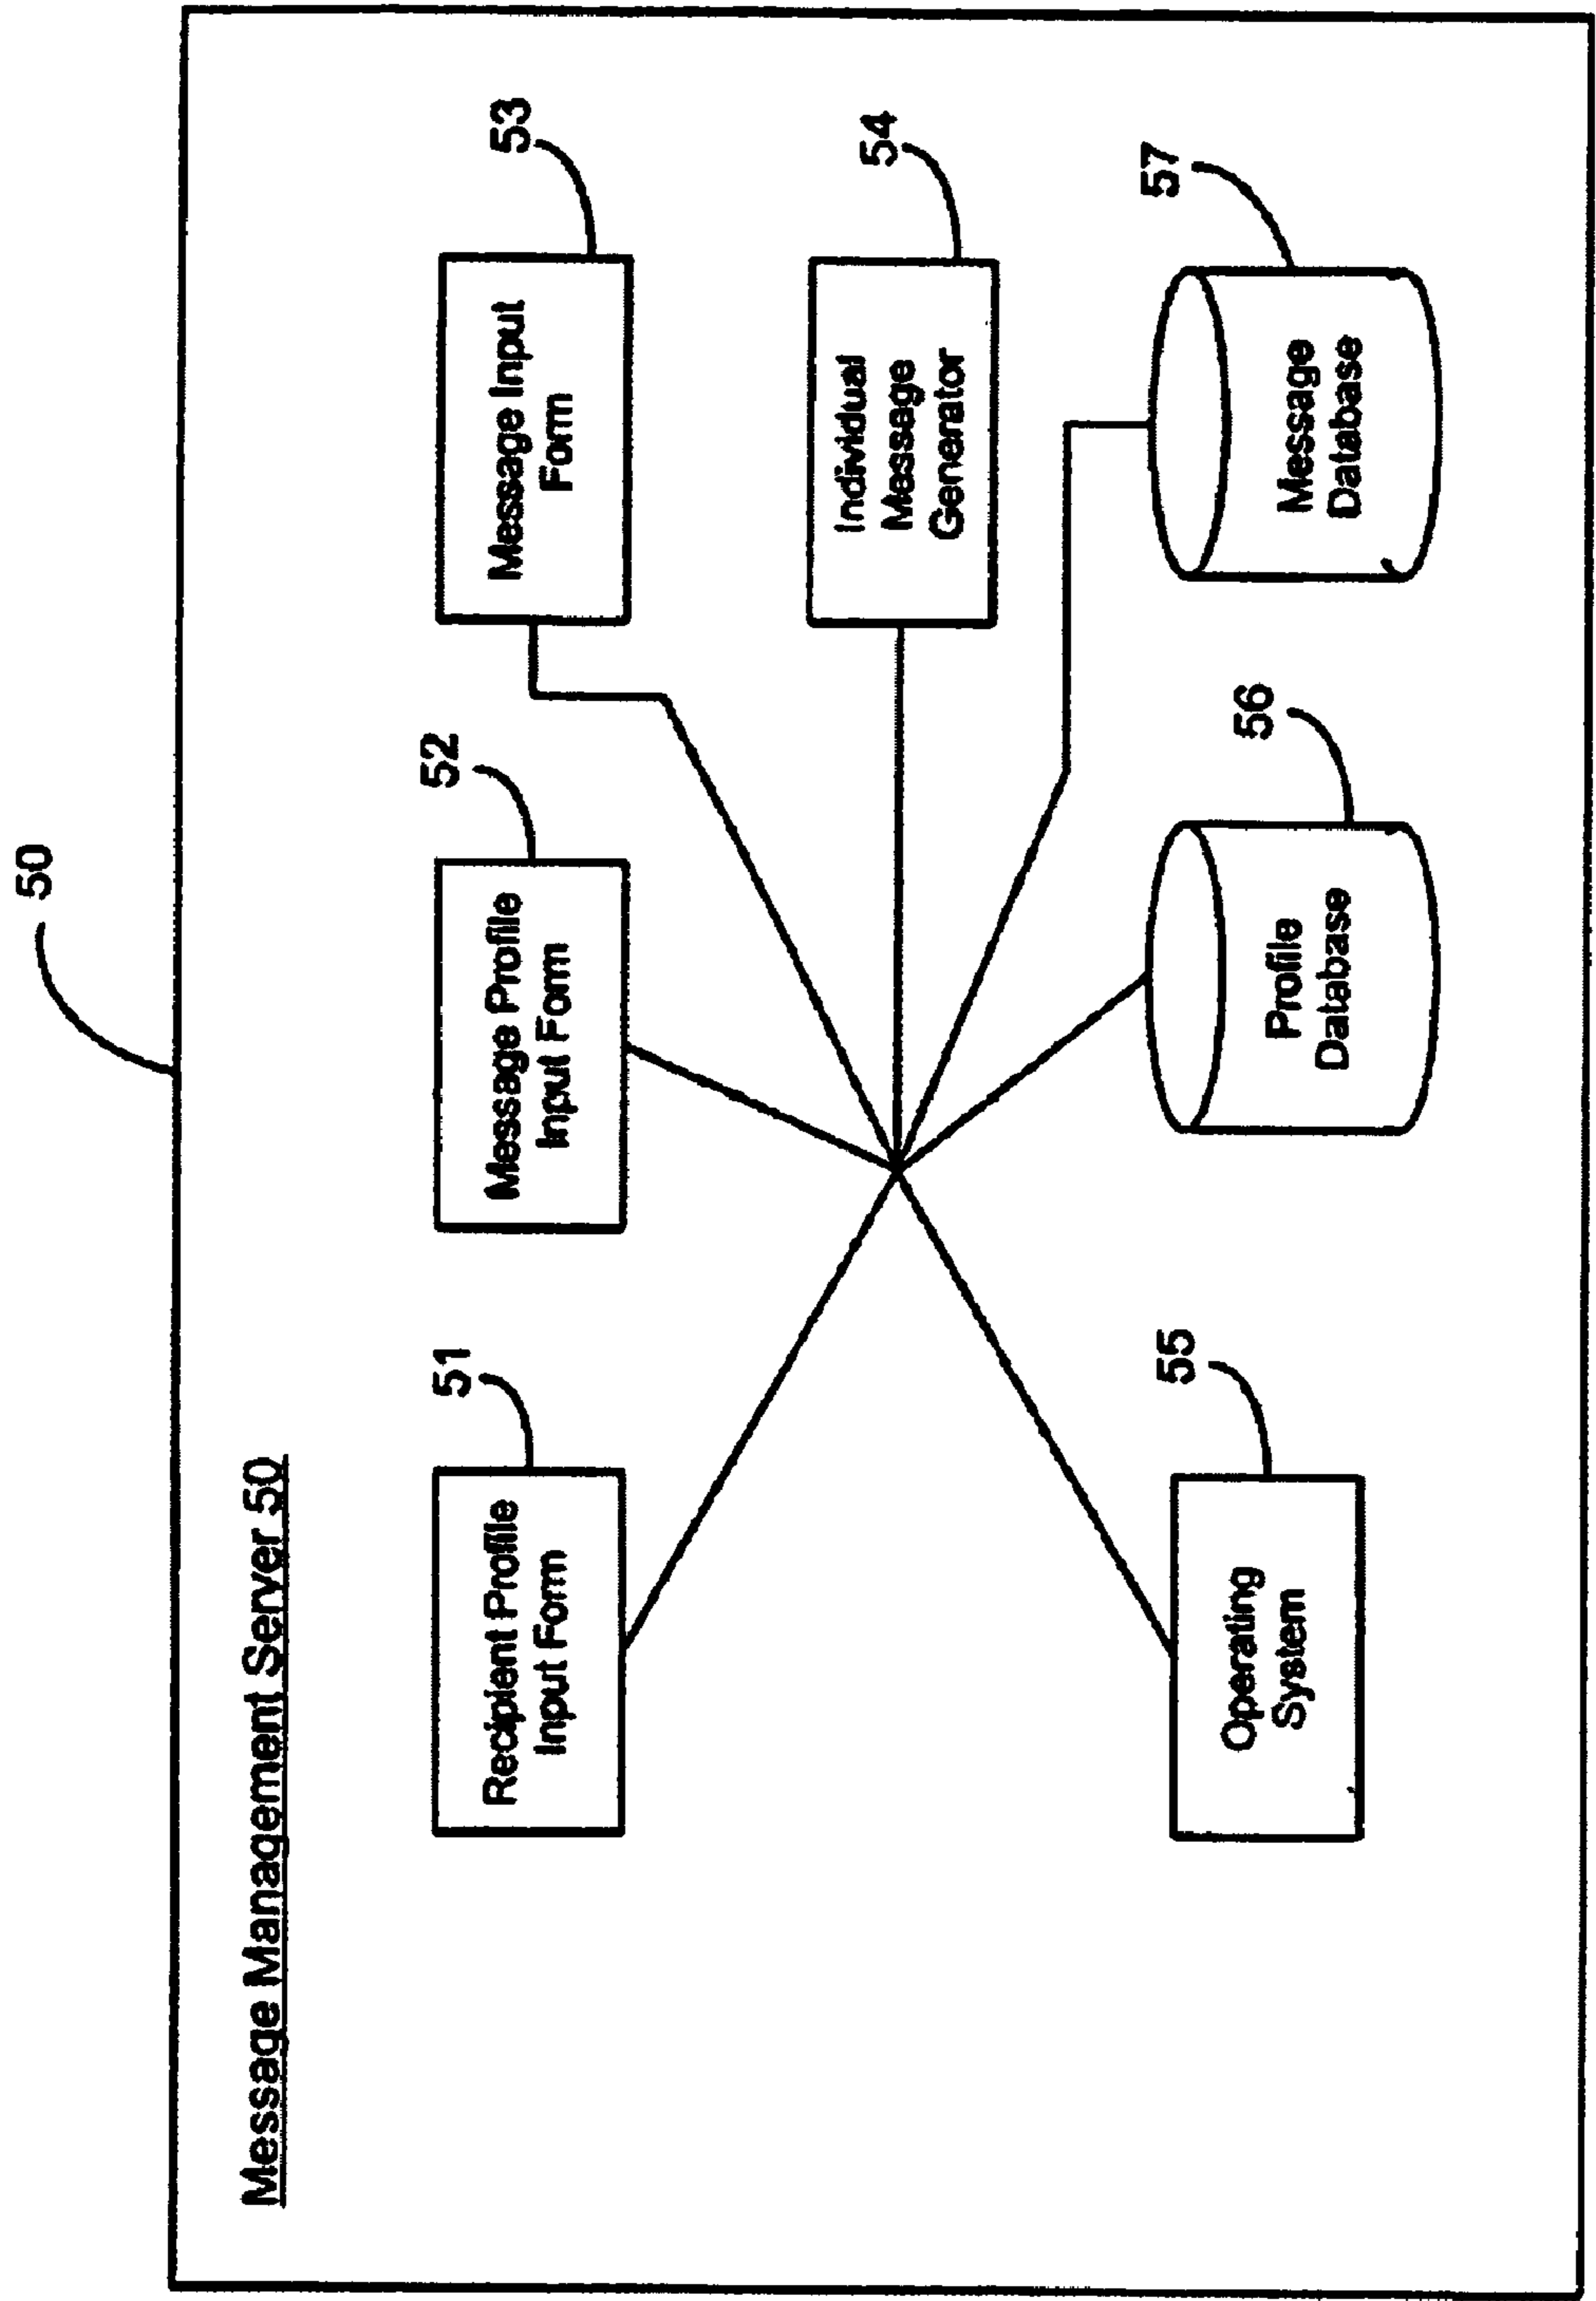 50
Message Management Server 50
51
Recipient Profile
Input Form
52
Message Profile
Input Form
53
Message Input
Form
54
Individual
Message
Generator
55
Operating
System
56
Profile
Database
57
Message
Database